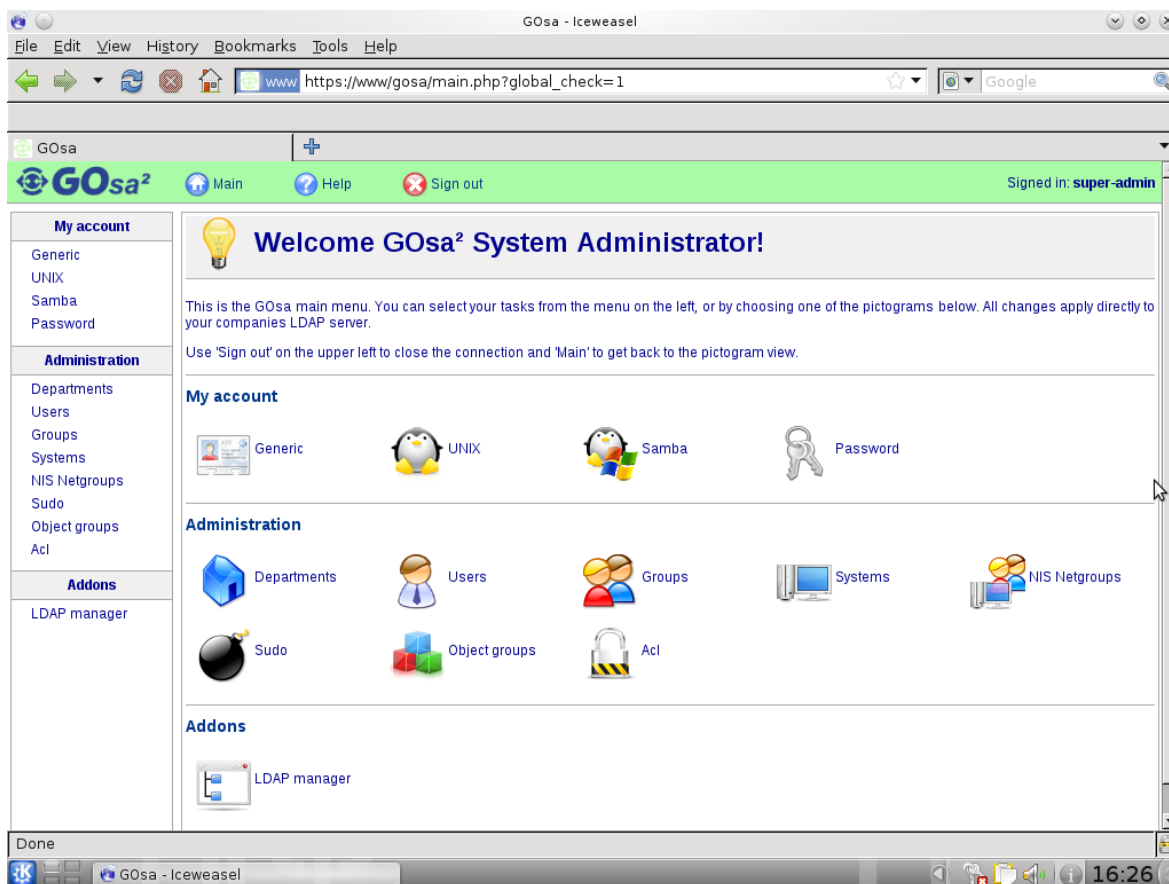 GOsa - Iceweasel
File Edit View History Bookmarks Tools Help
www https://www/gosa/main.php?global_check=1 Google
GOsa
GOsa² Main Help Sign out Signed in: super-admin
My account
Generic
UNIX
Samba
Password
Administration
Departments
Users
Groups
Systems
NIS Netgroups
Sudo
Object groups
Acl
Addons
LDAP manager
Welcome GOsa² System Administrator!
This is the GOsa main menu. You can select your tasks from the menu on the left, or by choosing one of the pictograms below. All changes apply directly to
your companies LDAP server.
Use 'Sign out' on the upper left to close the connection and 'Main' to get back to the pictogram view.
My account
Generic UNIX Samba Password
Administration
Departments Users Groups Systems NIS Netgroups
Sudo Object groups Acl
Addons
LDAP manager
Done
GOsa - Iceweasel 16:26